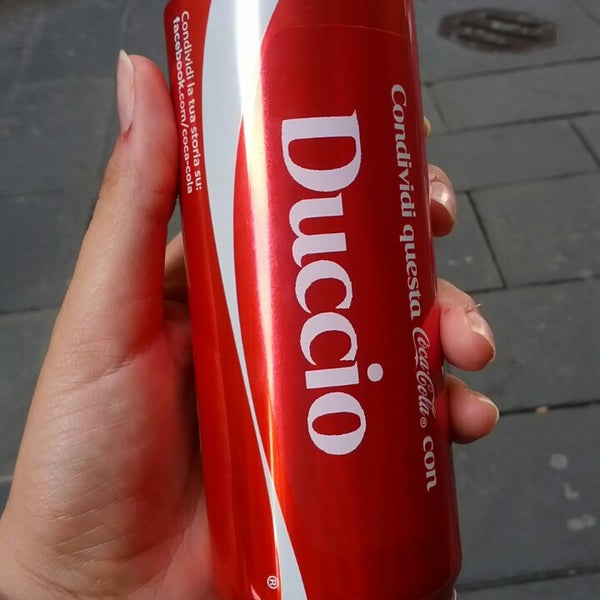 Condividi questa Coca-Cola® con
Duccio
Condividi la tua storia su:
facebook.com/coca-cola
®